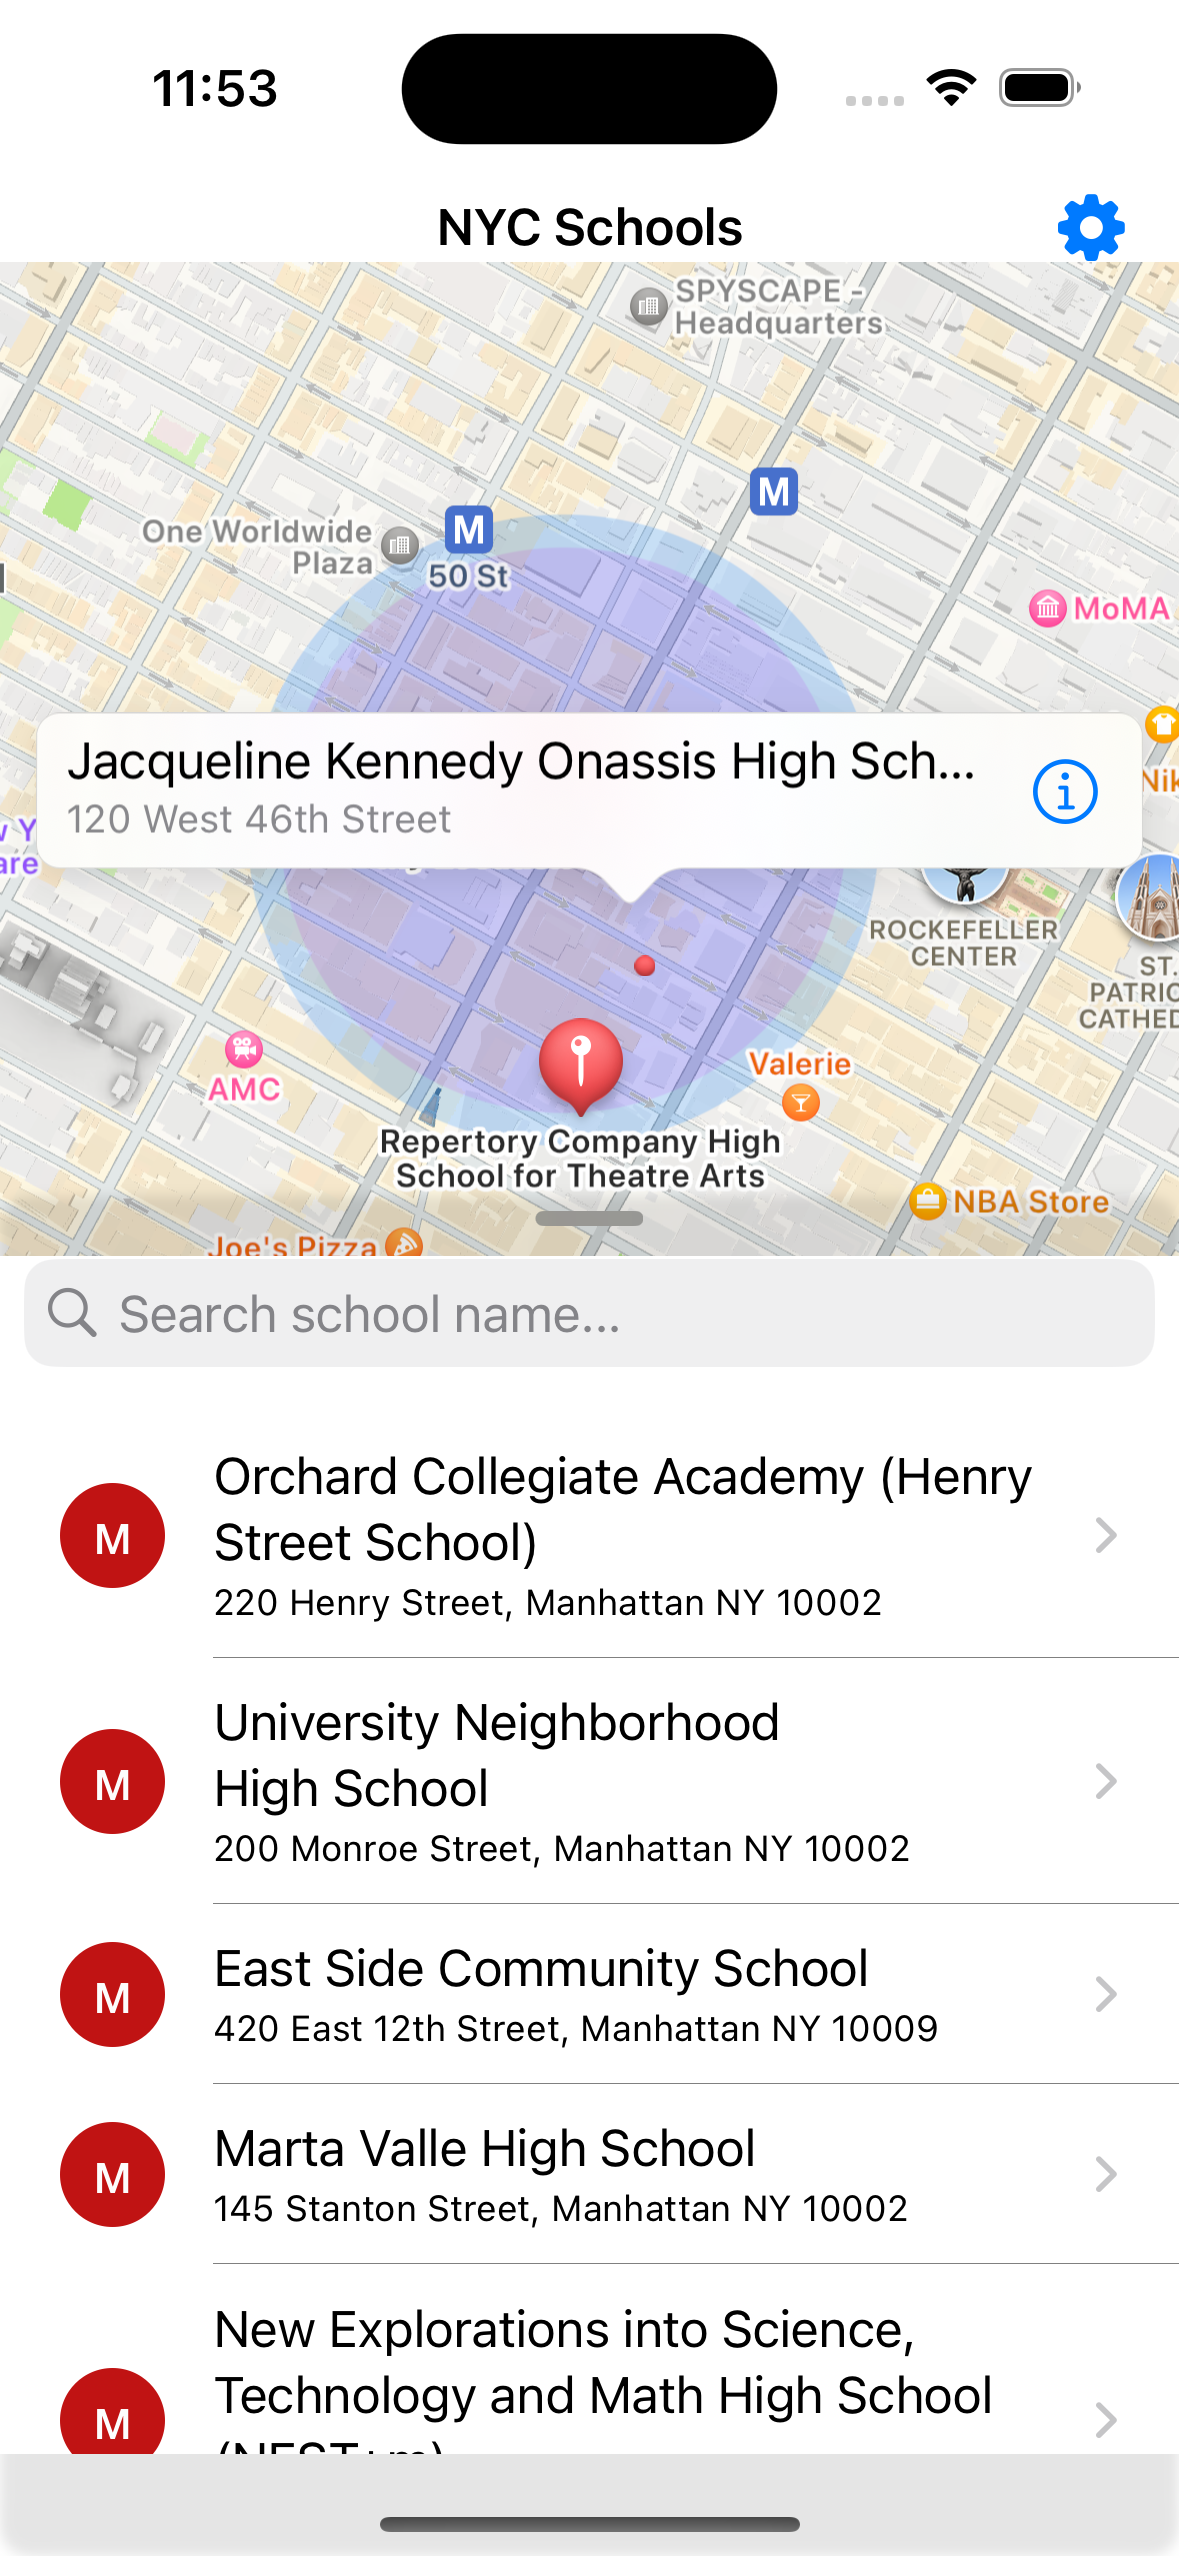 11:53
NYC Schools
SPYSCAPE -
Headquarters
M
M
One Worldwide
Plaza
50 St
MoMA
Jacqueline Kennedy Onassis High Sch...
120 West 46th Street
Nik
w Y
are
ROCKEFELLER
CENTER
ST.
PATRIC
CATHED
AMC
Valerie
Repertory Company High
School for Theatre Arts
NBA Store
Joe's Pizza
Search school name...
Orchard Collegiate Academy (Henry
Street School)
M
220 Henry Street, Manhattan NY 10002
University Neighborhood
High School
M
200 Monroe Street, Manhattan NY 10002
East Side Community School
M
420 East 12th Street, Manhattan NY 10009
Marta Valle High School
M
145 Stanton Street, Manhattan NY 10002
New Explorations into Science,
Technology and Math High School
M
(NEST+m)